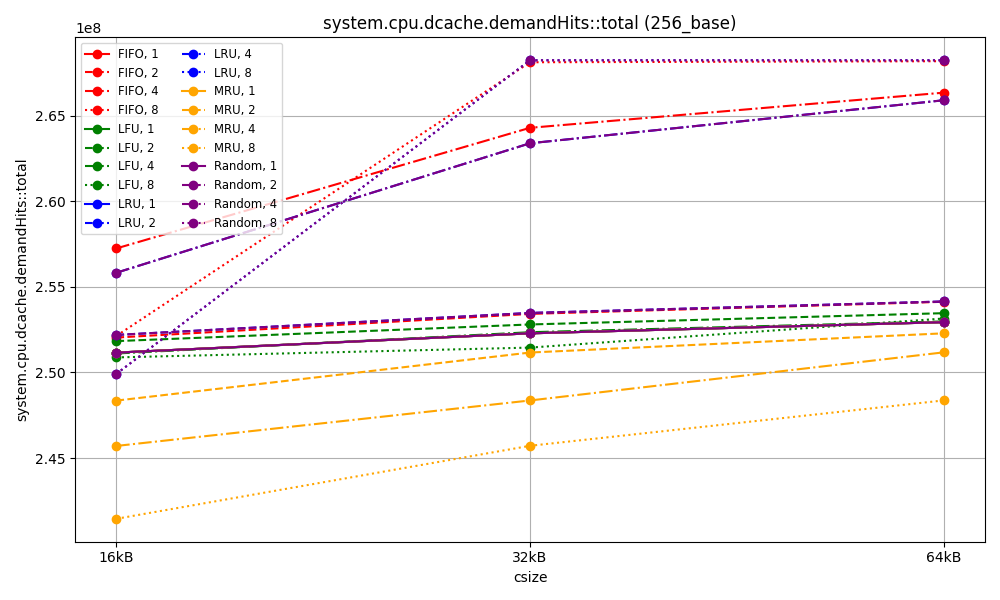 system.cpu.dcache.demandHits::total (256_base)
1e8
FIFO, 1
FIFO, 2
FIFO, 4
FIFO, 8
LFU, 1
LFU, 2
LFU, 4
LFU, 8
LRU, 1
LRU, 2
LRU, 4
LRU, 8
MRU, 1
MRU, 2
MRU, 4
MRU, 8
Random, 1
Random, 2
Random, 4
Random, 8
system.cpu.dcache.demandHits::total
2.65
2.60
2.55
2.50
2.45
16kB
32kB
64kB
csize